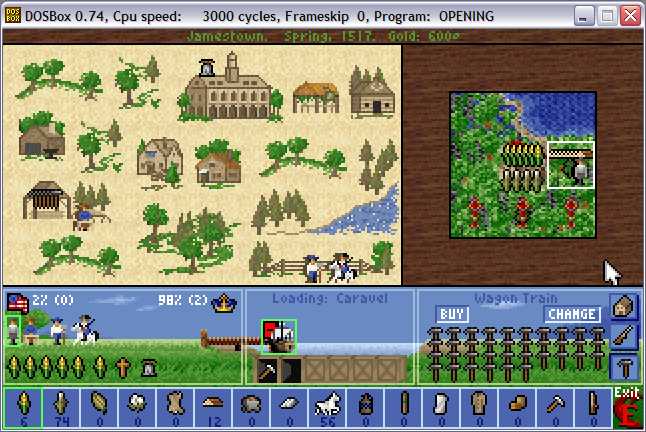 DOS BOX DOSBox 0.74, Cpu speed: 3000 cycles, Frameskip 0, Program: OPENING
Jamestown. Spring, 1517. Gold: 600¢
2% (0) 98% (2) Loading: Caravel Wagon Train
BUY CHANGE
Exit
6 74 0 0 0 12 0 0 56 0 0 0 0 0 0 0